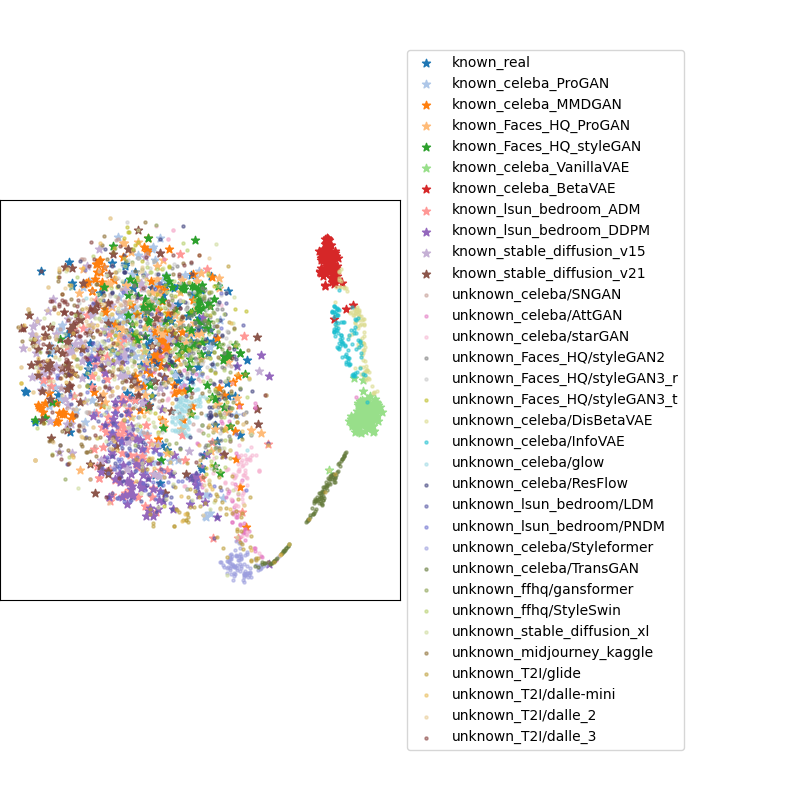 known_real
known_celeba_ProGAN
known_celeba_MMDGAN
known_Faces_HQ_ProGAN
known_Faces_HQ_styleGAN
known_celeba_VanillaVAE
known_celeba_BetaVAE
known_lsun_bedroom_ADM
known_lsun_bedroom_DDPM
known_stable_diffusion_v15
known_stable_diffusion_v21
unknown_celeba/SNGAN
unknown_celeba/AttGAN
unknown_celeba/starGAN
unknown_Faces_HQ/styleGAN2
unknown_Faces_HQ/styleGAN3_r
unknown_Faces_HQ/styleGAN3_t
unknown_celeba/DisBetaVAE
unknown_celeba/InfoVAE
unknown_celeba/glow
unknown_celeba/ResFlow
unknown_lsun_bedroom/LDM
unknown_lsun_bedroom/PNDM
unknown_celeba/Styleformer
unknown_celeba/TransGAN
unknown_ffhq/gansformer
unknown_ffhq/StyleSwin
unknown_stable_diffusion_xl
unknown_midjourney_kaggle
unknown_T2I/glide
unknown_T2I/dalle-mini
unknown_T2I/dalle_2
unknown_T2I/dalle_3